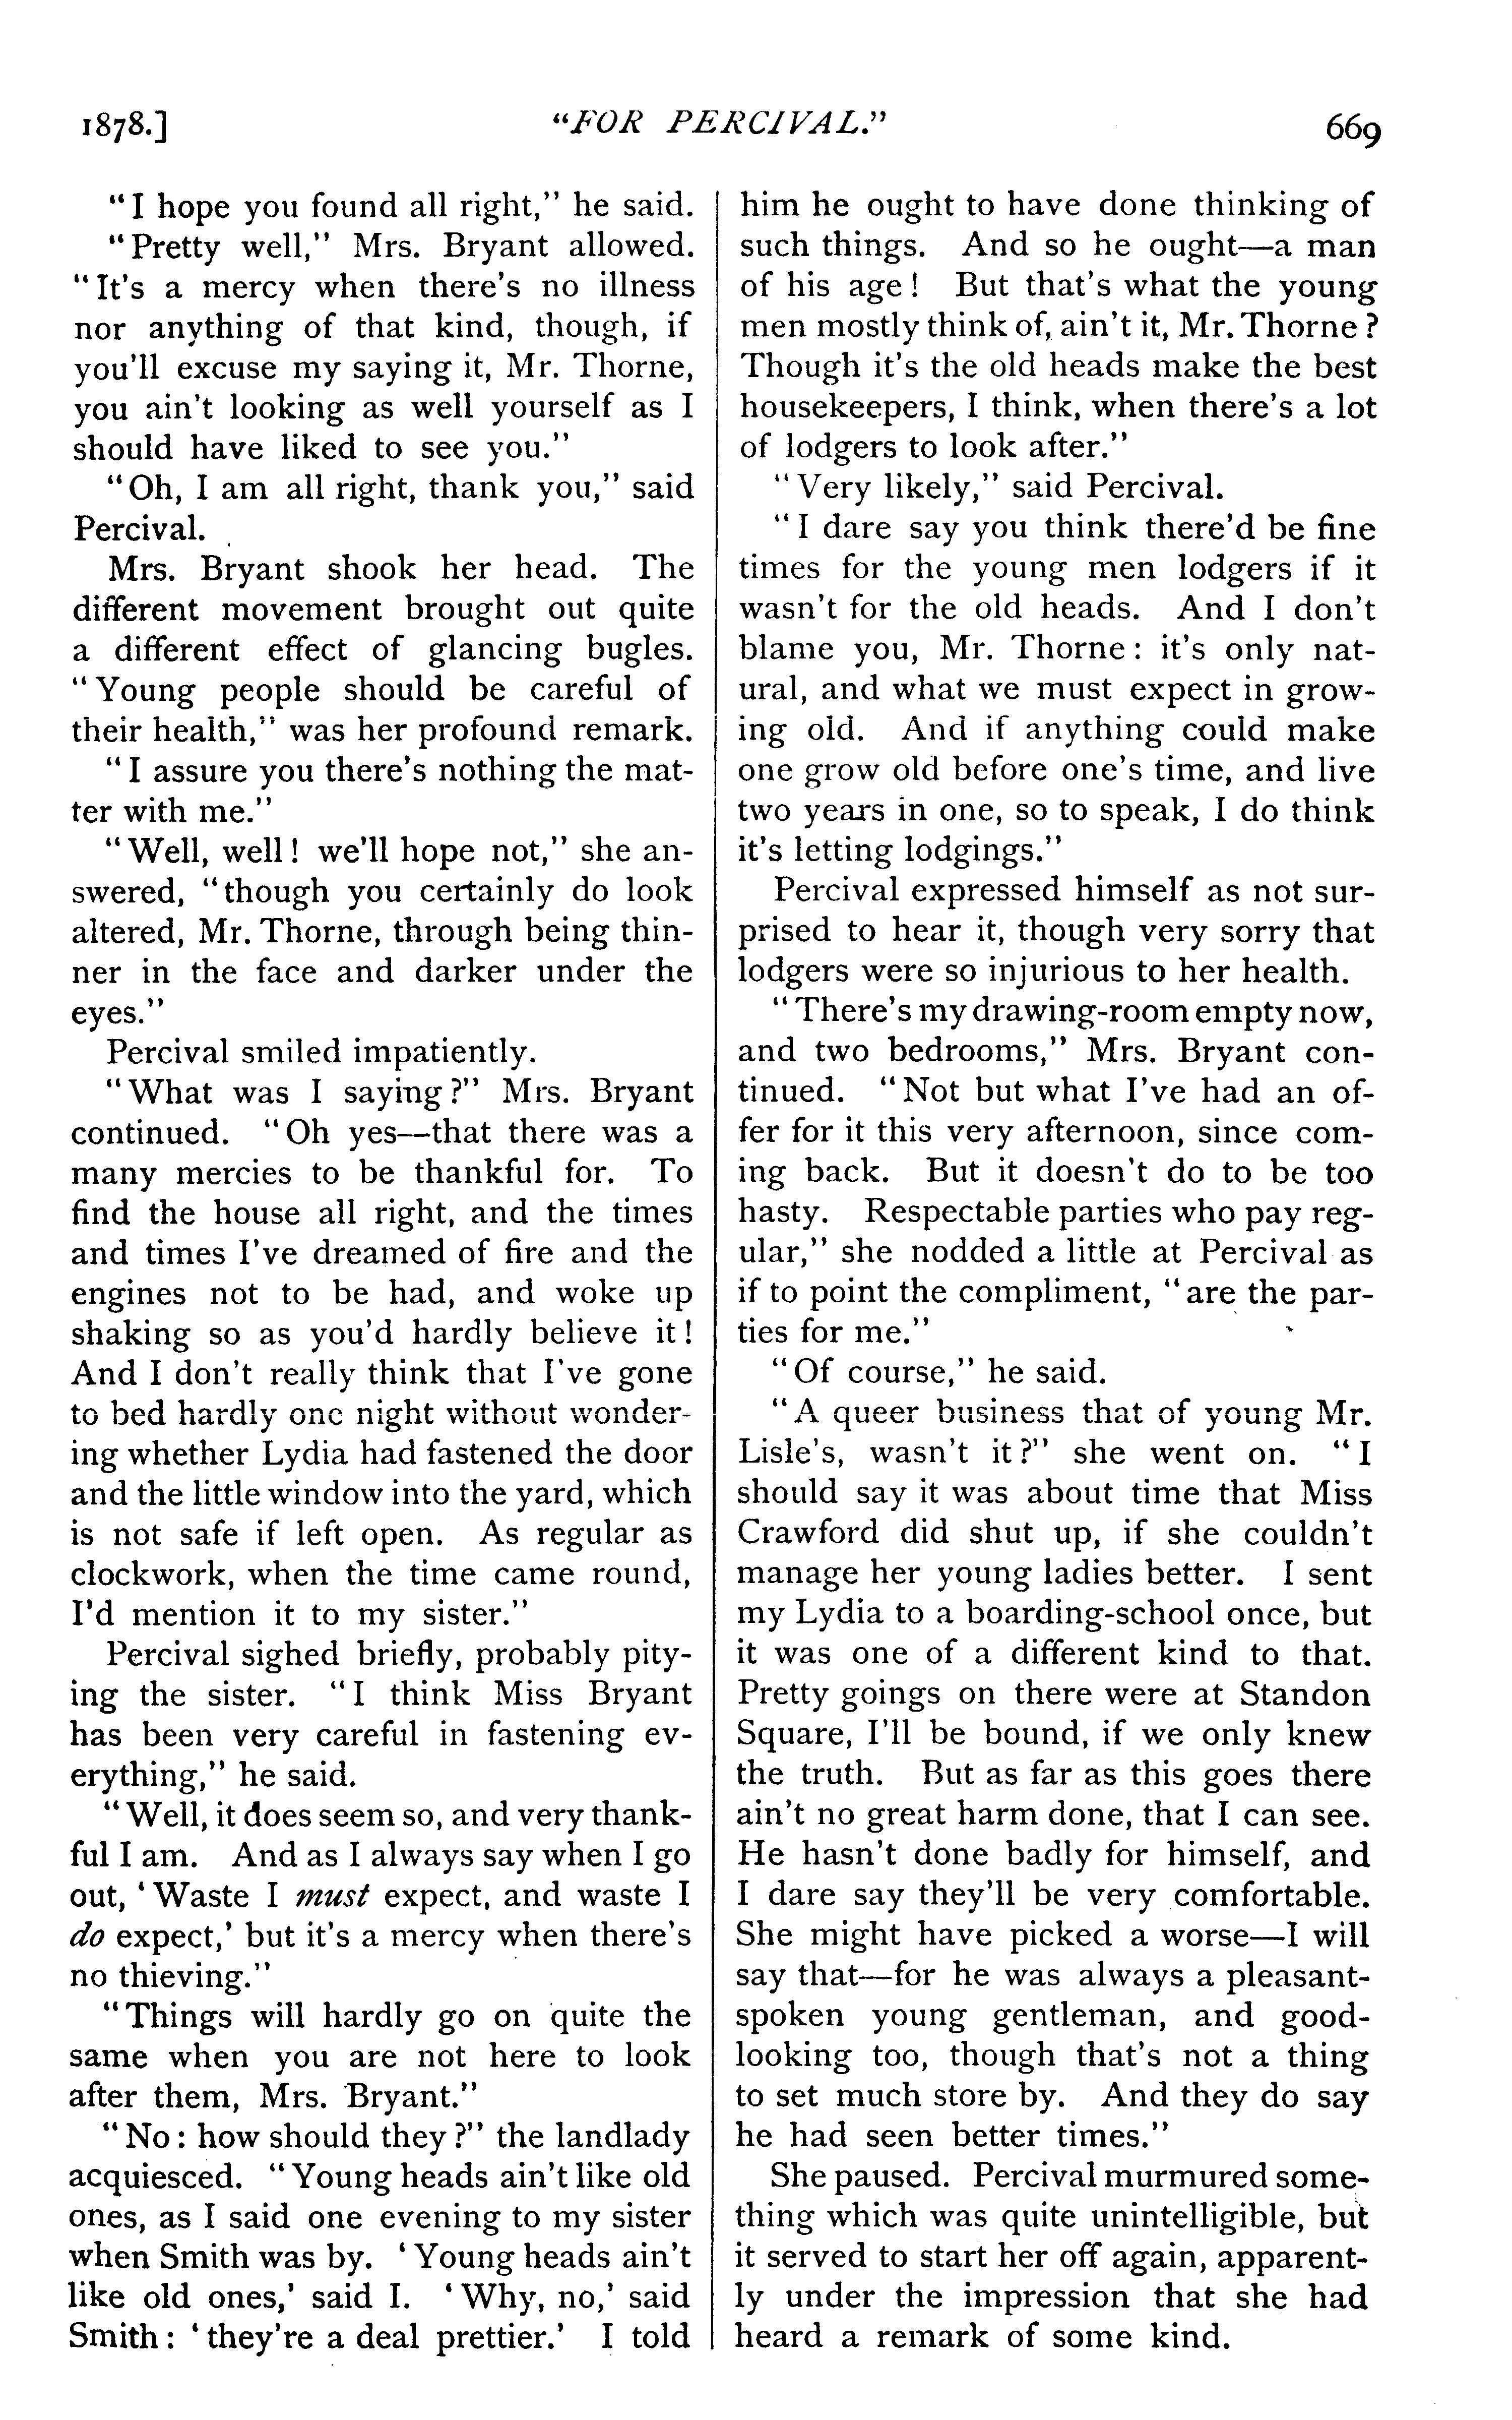 1878.] "FOR PERCIVAL." 669
"I hope you found all right," he said.
"Pretty well," Mrs. Bryant allowed.
"It's a mercy when there's no illness
nor anything of that kind, though, if
you'll excuse my saying it, Mr. Thorne,
you ain't looking as well yourself as I
should have liked to see you."
"Oh, I am all right, thank you," said
Percival.
Mrs. Bryant shook her head. The
different movement brought out quite
a different effect of glancing bugles.
"Young people should be careful of
their health," was her profound remark.
"I assure you there's nothing the mat-
ter with me."
"Well, well! we'll hope not," she an-
swered, "though you certainly do look
altered, Mr. Thorne, through being thin-
ner in the face and darker under the
eyes."
Percival smiled impatiently.
"What was I saying?" Mrs. Bryant
continued. "Oh yes—that there was a
many mercies to be thankful for. To
find the house all right, and the times
and times I've dreamed of fire and the
engines not to be had, and woke up
shaking so as you'd hardly believe it!
And I don't really think that I've gone
to bed hardly one night without wonder-
ing whether Lydia had fastened the door
and the little window into the yard, which
is not safe if left open. As regular as
clockwork, when the time came round,
I'd mention it to my sister."
Percival sighed briefly, probably pity-
ing the sister. "I think Miss Bryant
has been very careful in fastening ev-
erything," he said.
"Well, it does seem so, and very thank-
ful I am. And as I always say when I go
out, 'Waste I must expect, and waste I
do expect,' but it's a mercy when there's
no thieving."
"Things will hardly go on quite the
same when you are not here to look
after them, Mrs. Bryant."
"No: how should they?" the landlady
acquiesced. "Young heads ain't like old
ones, as I said one evening to my sister
when Smith was by. 'Young heads ain't
like old ones,' said I. 'Why, no,' said
Smith: 'they're a deal prettier.' I told
him he ought to have done thinking of
such things. And so he ought—a man
of his age! But that's what the young
men mostly think of, ain't it, Mr. Thorne?
Though it's the old heads make the best
housekeepers, I think, when there's a lot
of lodgers to look after."
"Very likely," said Percival.
"I dare say you think there'd be fine
times for the young men lodgers if it
wasn't for the old heads. And I don't
blame you, Mr. Thorne: it's only nat-
ural, and what we must expect in grow-
ing old. And if anything could make
one grow old before one's time, and live
two years in one, so to speak, I do think
it's letting lodgings."
Percival expressed himself as not sur-
prised to hear it, though very sorry that
lodgers were so injurious to her health.
"There's my drawing-room empty now,
and two bedrooms," Mrs. Bryant con-
tinued. "Not but what I've had an of-
fer for it this very afternoon, since com-
ing back. But it doesn't do to be too
hasty. Respectable parties who pay reg-
ular," she nodded a little at Percival as
if to point the compliment, "are the par-
ties for me."
"Of course," he said.
"A queer business that of young Mr.
Lisle's, wasn't it?" she went on. "I
should say it was about time that Miss
Crawford did shut up, if she couldn't
manage her young ladies better. I sent
my Lydia to a boarding-school once, but
it was one of a different kind to that.
Pretty goings on there were at Standon
Square, I'll be bound, if we only knew
the truth. But as far as this goes there
ain't no great harm done, that I can see.
He hasn't done badly for himself, and
I dare say they'll be very comfortable.
She might have picked a worse—I will
say that—for he was always a pleasant-
spoken young gentleman, and good-
looking too, though that's not a thing
to set much store by. And they do say
he had seen better times."
She paused. Percival murmured some-
thing which was quite unintelligible, but
it served to start her off again, apparent-
ly under the impression that she had
heard a remark of some kind.